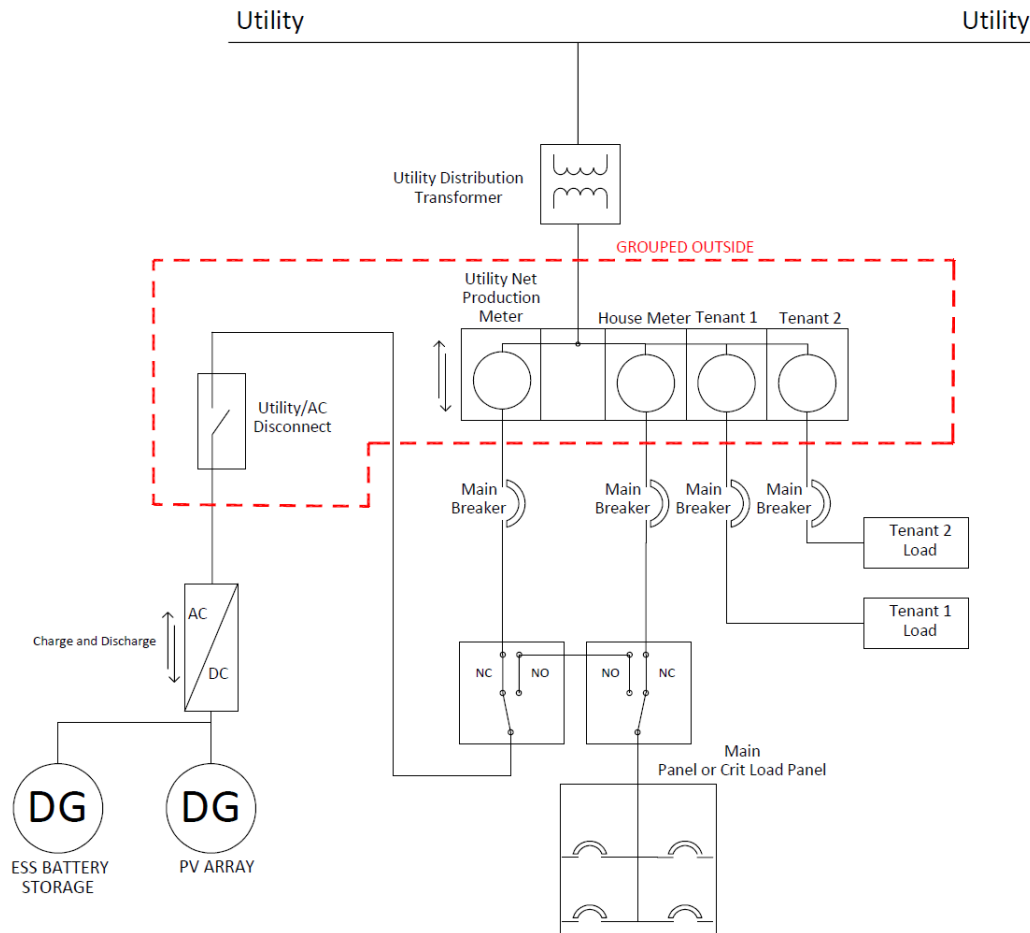 Utility
Utility
Utility Distribution
Transformer
GROUPED OUTSIDE
Utility Net
Production
Meter
House Meter
Tenant 1
Tenant 2
Utility/AC
Disconnect
Main
Breaker
Main
Breaker
Main
Breaker
Main
Breaker
Tenant 2
Load
Tenant 1
Load
AC
DC
Charge and Discharge
NC
NO
NO
NC
Main
Panel or Crit Load Panel
DG
DG
ESS BATTERY
STORAGE
PV ARRAY